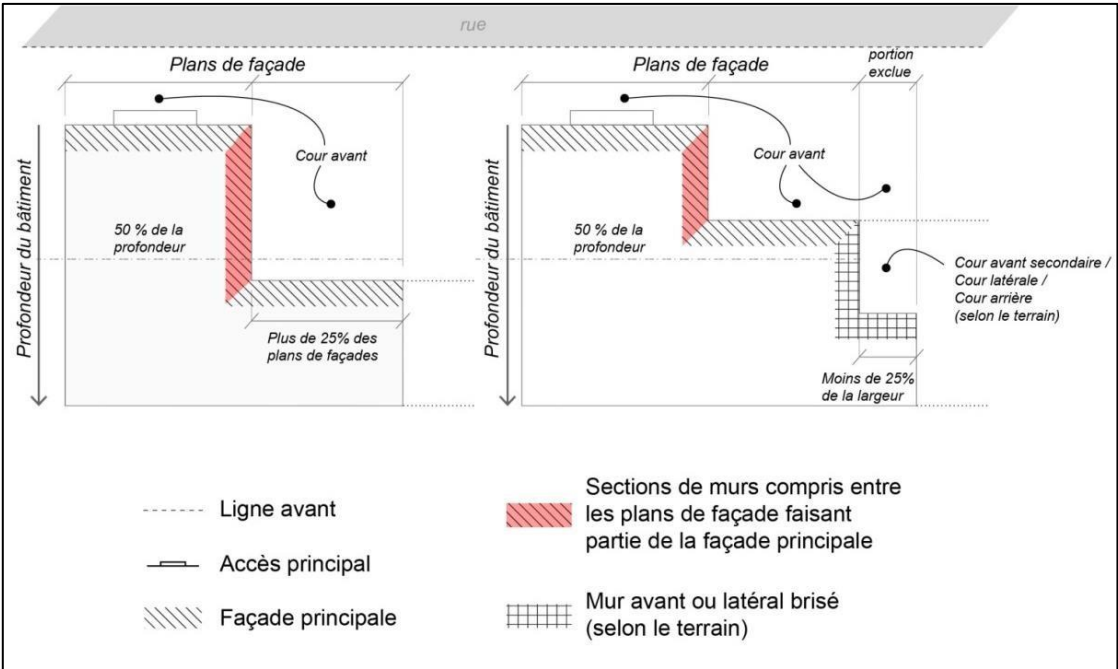 rue
Plans de façade
Profondeur du bâtiment
Cour avant
50 % de la
profondeur
Plus de 25% des
plans de façades
Plans de façade
portion
exclue
Profondeur du bâtiment
Cour avant
50 % de la
profondeur
Cour avant secondaire /
Cour latérale /
Cour arrière
(selon le terrain)
Moins de 25%
de la largeur
Ligne avant
Accès principal
Façade principale
Sections de murs compris entre
les plans de façade faisant
partie de la façade principale
Mur avant ou latéral brisé
(selon le terrain)